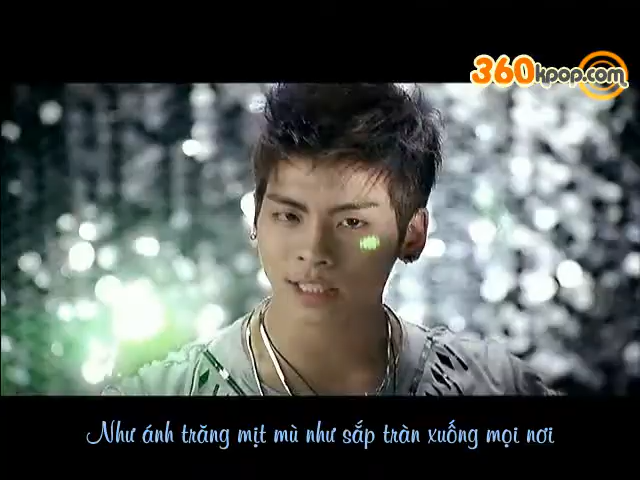 360kpop.com
Như ánh trăng mịt mù như sắp tràn xuống mọi nơi